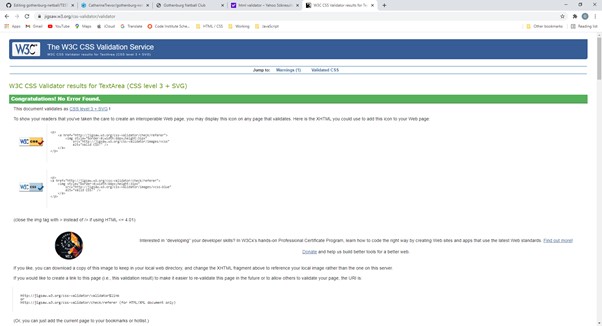 Gothenburg Netball Club
W3C CSS Validator results for T
jigsaw.w3.org/css-validator/validator
Apps
Gmail
YouTube
Maps
iCloud
Translate
Code Institute Sche...
HTML / CSS
Working
JavaScript
Other bookmarks
Reading list
W3C CSS The W3C CSS Validation Service
W3C CSS Validator results for TextArea (CSS level 3 + SVG)
Jump to: Warnings (1) Validated CSS
W3C CSS Validator results for TextArea (CSS level 3 + SVG)
Congratulations! No Error Found.
This document validates as CSS level 3 + SVG !
To show your readers that you've taken the care to create an interoperable Web page, you may display this icon on any page that validates. Here is the XHTML you could use to add this icon to your Web page:
W3C css
<p>
<a href="http://jigsaw.w3.org/css-validator/check/referer">
<img style="border:0;width:88px;height:31px"
src="http://jigsaw.w3.org/css-validator/images/vcss"
alt="Valid CSS!" />
</a>
</p>
W3C css
<p>
<a href="http://jigsaw.w3.org/css-validator/check/referer">
<img style="border:0;width:88px;height:31px"
src="http://jigsaw.w3.org/css-validator/images/vcss-blue"
alt="Valid CSS!" />
</a>
</p>
(close the img tag with > instead of /> if using HTML <= 4.01)
Interested in "developing" your developer skills? In W3Cx's hands-on Professional Certificate Program, learn how to code the right way by creating Web sites and apps that use the latest Web standards. Find out more!
Donate and help us build better tools for a better web.
If you like, you can download a copy of this image to keep in your local web directory, and change the XHTML fragment above to reference your local image rather than the one on this server.
If you would like to create a link to this page (i.e., this validation result) to make it easier to re-validate this page in the future or to allow others to validate your page, the URI is:
http://jigsaw.w3.org/css-validator/validator$link
or
http://jigsaw.w3.org/css-validator/check/referer (for HTML/XML document only)
(Or, you can just add the current page to your bookmarks or hotlist.)